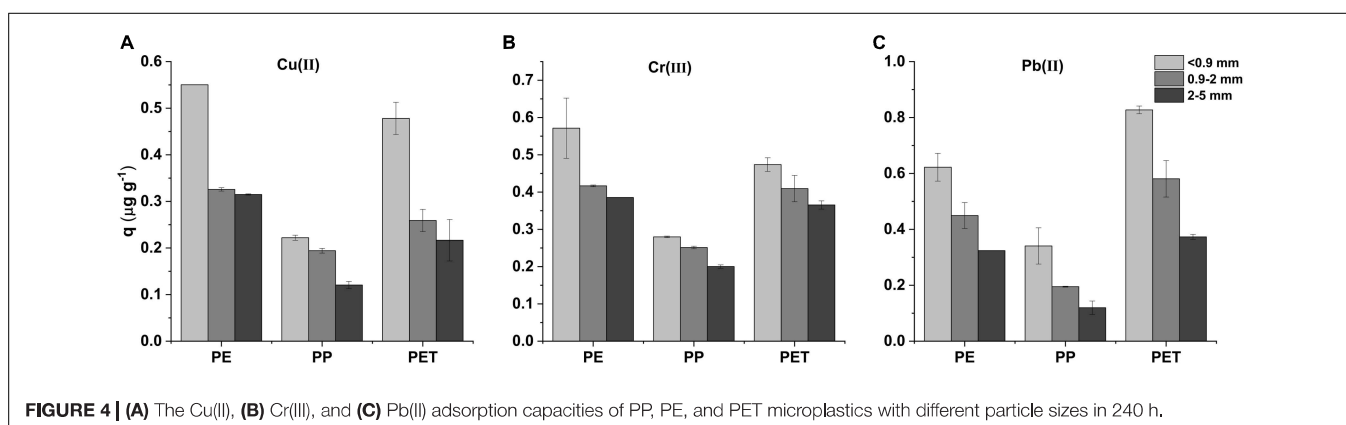 A
Cu(II)
q (μg g-1)
0.6
0.5
0.4
0.3
0.2
0.1
0.0
PE
PP
PET
B
Cr(III)
0.7
0.6
0.5
0.4
0.3
0.2
0.1
0.0
PE
PP
PET
C
Pb(II)
1.0
0.8
0.6
0.4
0.2
0.0
PE
PP
PET
<0.9 mm
0.9-2 mm
2-5 mm
FIGURE 4 | (A) The Cu(II), (B) Cr(III), and (C) Pb(II) adsorption capacities of PP, PE, and PET microplastics with different particle sizes in 240 h.